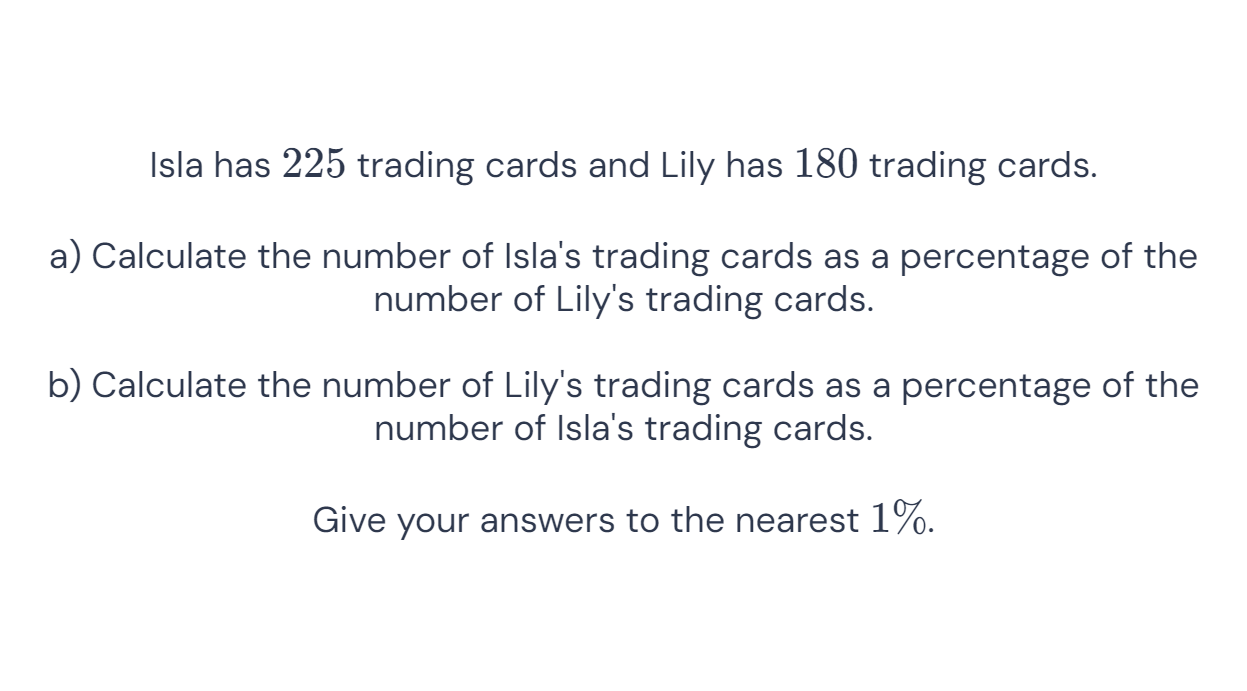 Isla has 225 trading cards and Lily has 180 trading cards.
a) Calculate the number of Isla's trading cards as a percentage of the
number of Lily's trading cards.
b) Calculate the number of Lily's trading cards as a percentage of the
number of Isla's trading cards.
Give your answers to the nearest 1%.